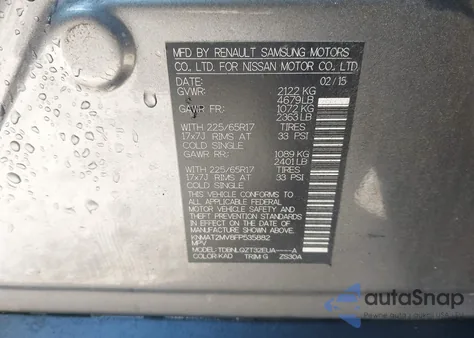 MFD BY RENAULT SAMSUNG MOTORS
CO., LTD. FOR NISSAN MOTOR CO., LTD.
DATE: 02/15
GVWR: 2122 KG
4679LB
GAWR FR: 1072 KG
2363LB
WITH 225/65R17 TIRES
17x7J RIMS AT 33 PSI
COLD SINGLE
GAWR RR: 1089 KG
2401LB
WITH 225/65R17 TIRES
17x7J RIMS AT 33 PSI
COLD SINGLE
THIS VEHICLE CONFORMS TO
ALL APPLICABLE FEDERAL
MOTOR VEHICLE SAFETY AND
THEFT PREVENTION STANDARDS
IN EFFECT ON THE DATE OF
MANUFACTURE SHOWN ABOVE
KNMAT2MV8FP535882
MPV
MODEL: TDBNLQZT32EUA-----A
COLOR:KAD TRIM:G ZS30A
autoSnap